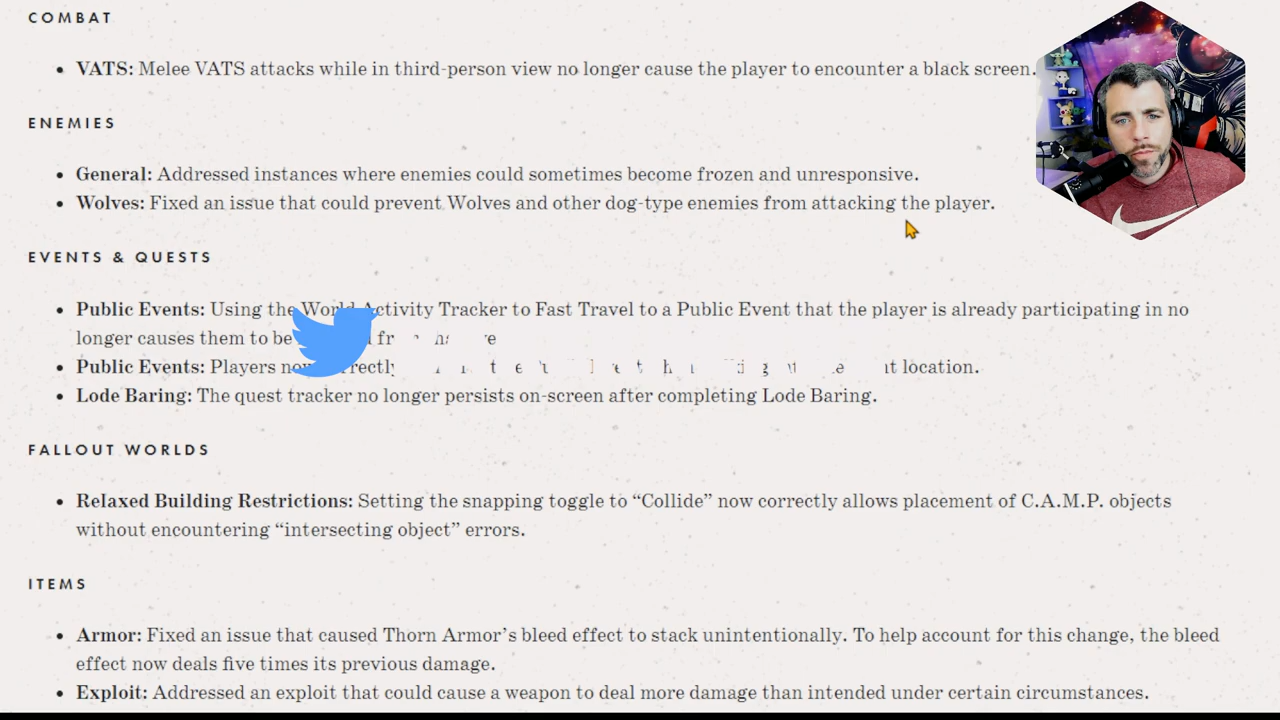 COMBAT
• VATS: Melee VATS attacks while in third-person view no longer cause the player to encounter a black screen.
ENEMIES
• General: Addressed instances where enemies could sometimes become frozen and unresponsive.
• Wolves: Fixed an issue that could prevent Wolves and other dog-type enemies from attacking the player.
EVENTS & QUESTS
• Public Events: Using the World Activity Tracker to Fast Travel to a Public Event that the player is already participating in no
longer causes them to be
• Public Events: Players location.
• Lode Baring: The quest tracker no longer persists on-screen after completing Lode Baring.
FALLOUT WORLDS
• Relaxed Building Restrictions: Setting the snapping toggle to “Collide” now correctly allows placement of C.A.M.P. objects
without encountering “intersecting object” errors.
ITEMS
• Armor: Fixed an issue that caused Thorn Armor’s bleed effect to stack unintentionally. To help account for this change, the bleed
effect now deals five times its previous damage.
• Exploit: Addressed an exploit that could cause a weapon to deal more damage than intended under certain circumstances.